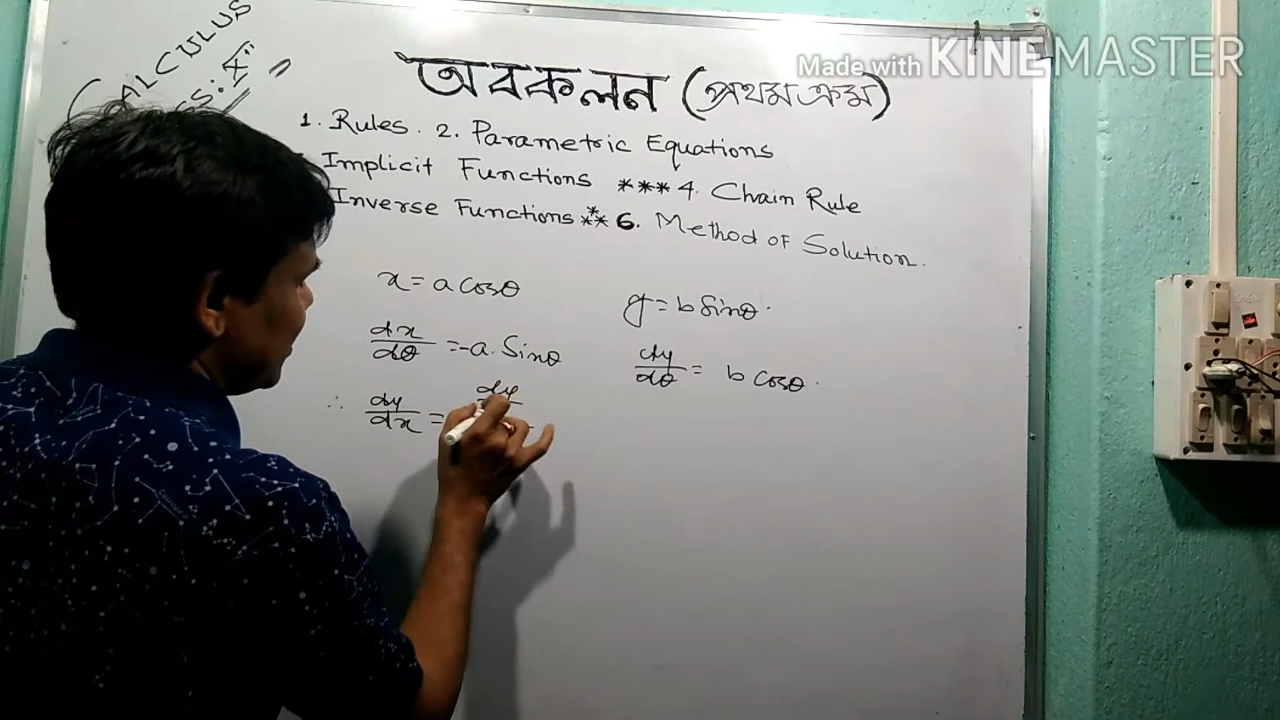 CALCULUS
Made with KINEMASTER
অবকলন (প্রথম ক্রম)
1. Rules. 2. Parametric Equations
Implicit Functions *** 4. Chain Rule
Inverse Functions *** 6. Method of Solution.
x = a cosθ
y = b sinθ.
dx/dθ = -a. Sinθ
dy/dθ = b cosθ.
∴ dy/dx = dy